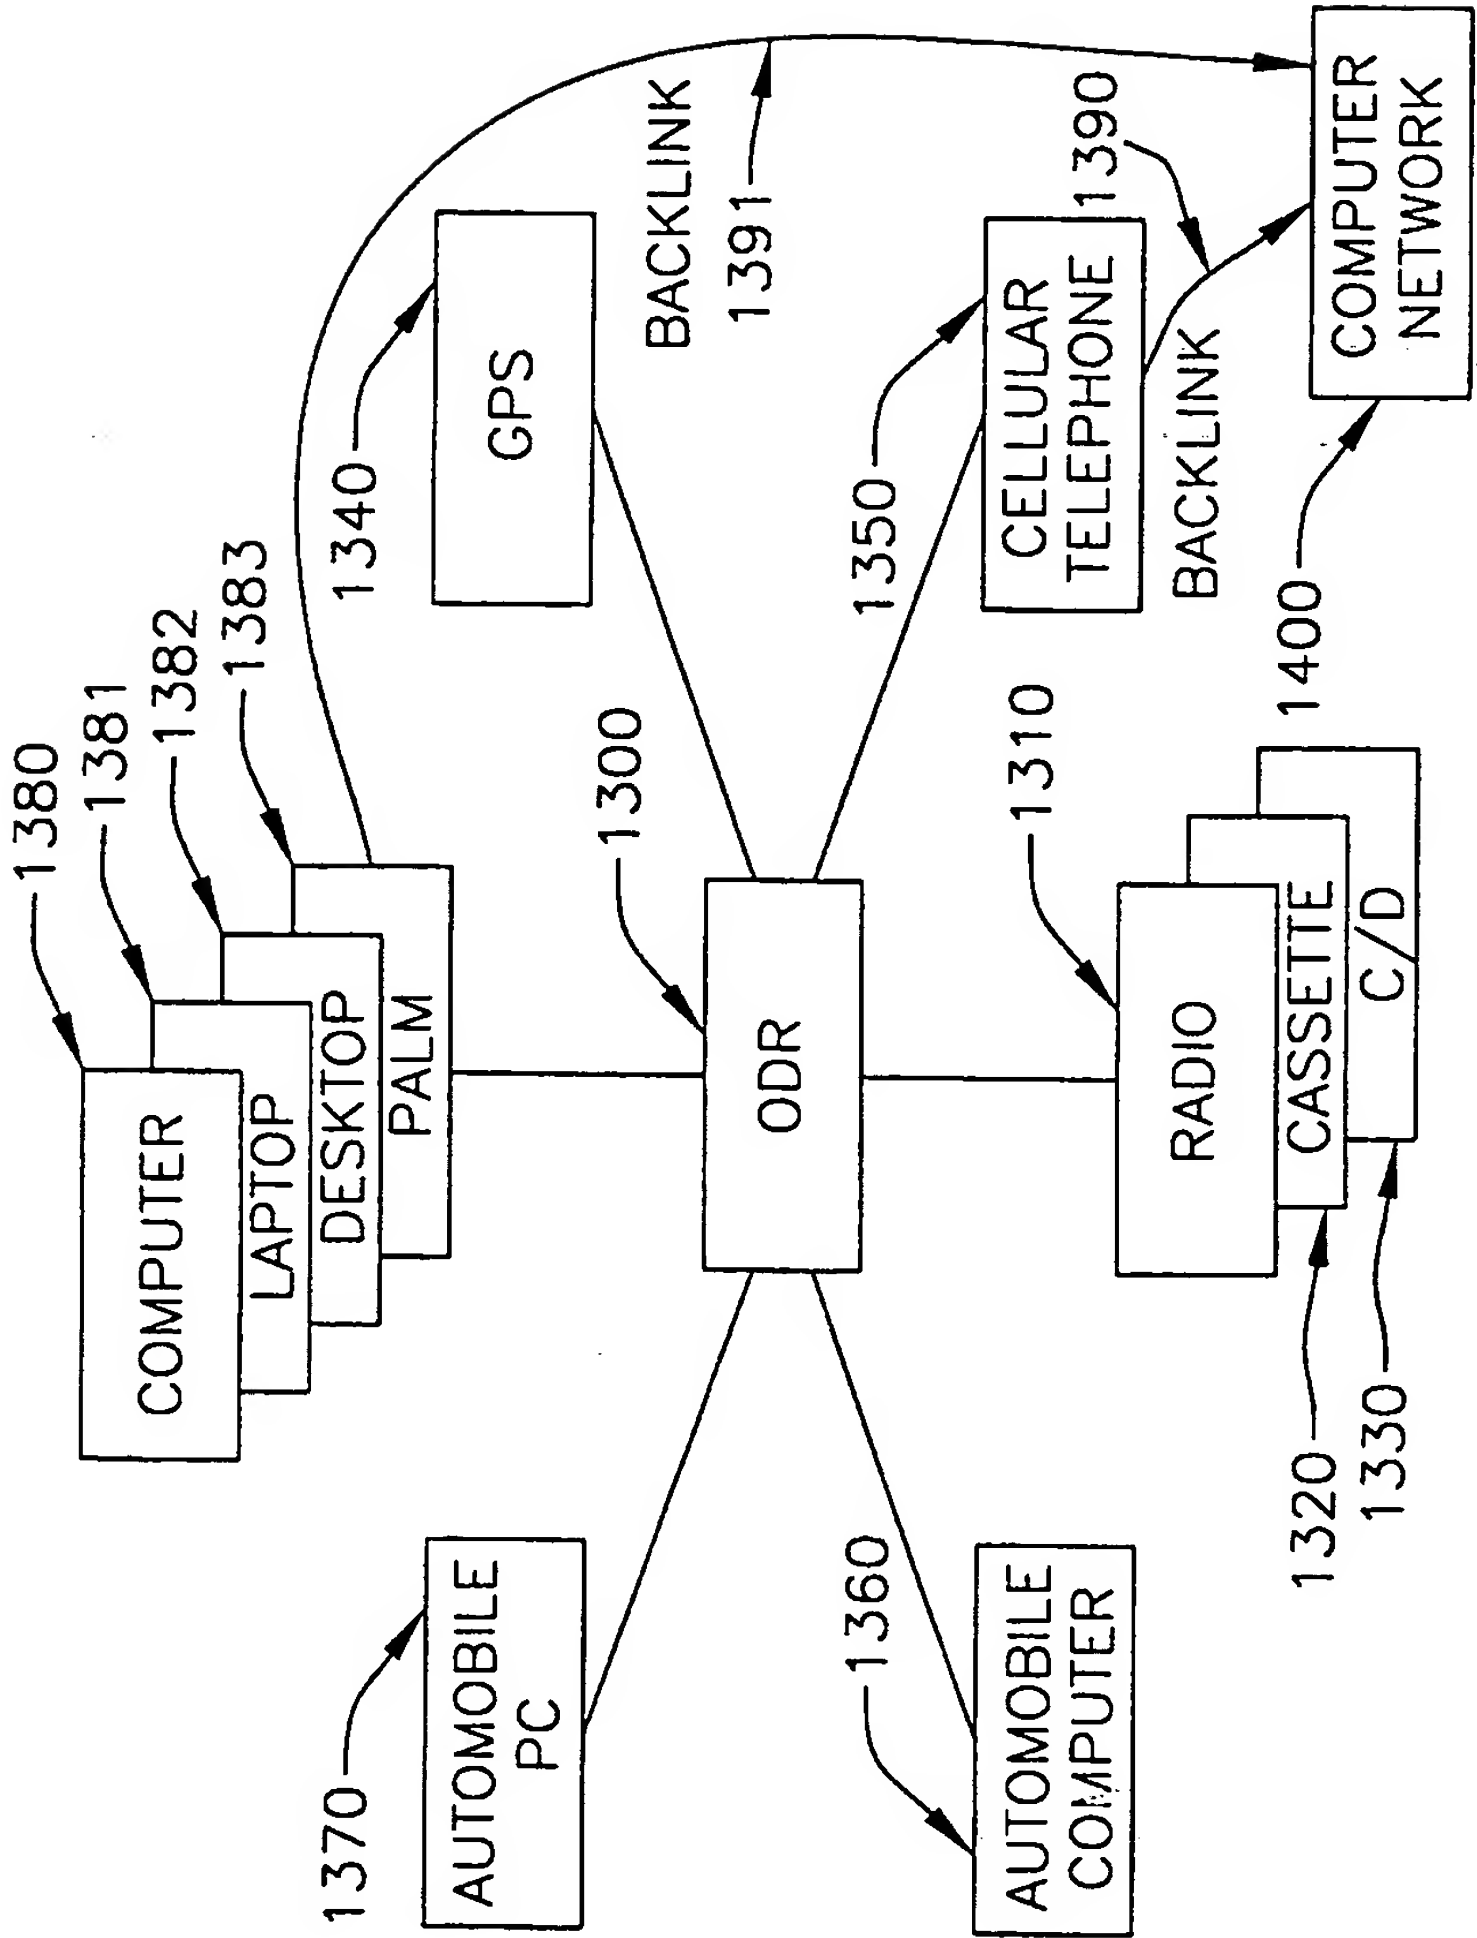 1380
1381
1382
1383
COMPUTER
LAPTOP
DESKTOP
PALM
1370
AUTOMOBILE
PC
1340
GPS
BACKLINK
1391
1300
ODR
1360
AUTOMOBILE
COMPUTER
1350
CELLULAR
TELEPHONE
1390
BACKLINK
1310
RADIO
CASSETTE
C/D
1320
1330
1400
COMPUTER
NETWORK